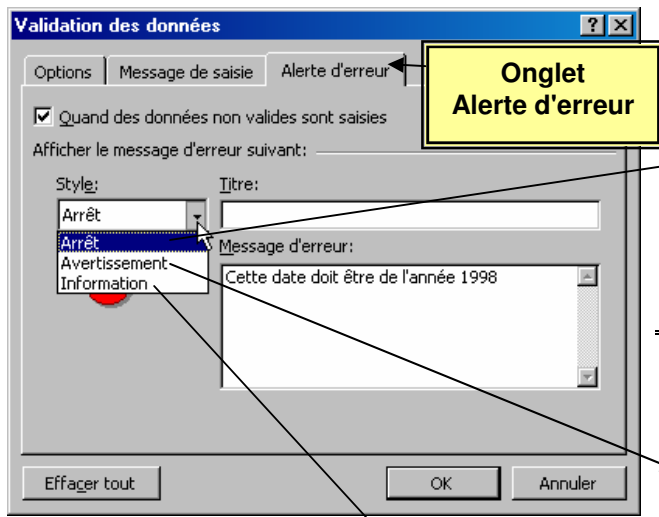 Validation des données
Options
Message de saisie
Alerte d'erreur
Onglet
Alerte d'erreur
Quand des données non valides sont saisies
Afficher le message d'erreur suivant:
Style:
Titre:
Arrêt
Arrêt
Avertissement
Information
Message d'erreur:
Cette date doit être de l'année 1998
Effacer tout
OK
Annuler